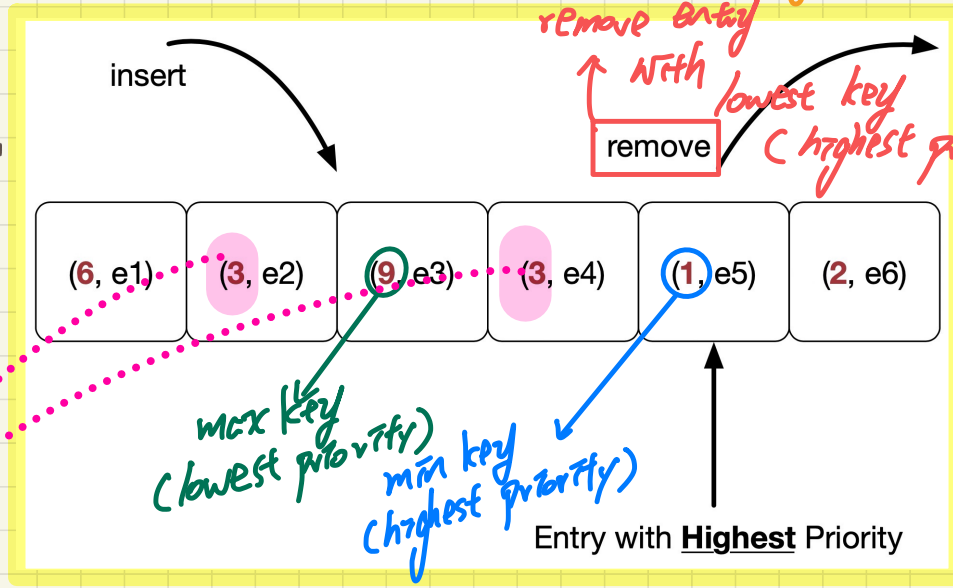 remove entry
with
lowest key
(highest
insert
remove
(6, e1)
(3, e2)
(9, e3)
(3, e4)
(1, e5)
(2, e6)
max key
(lowest priority)
min key
(highest priority)
Entry with Highest Priority